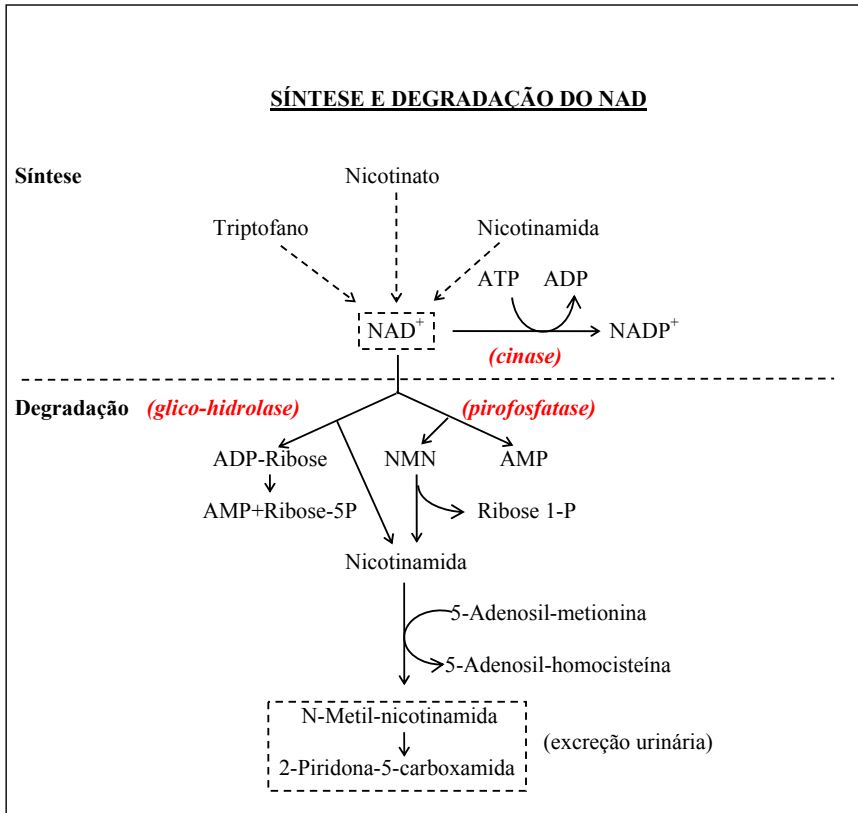 SÍNTESE E DEGRADAÇÃO DO NAD
Síntese
Nicotinato
Triptofano
Nicotinamida
ATP
ADP
NAD+
NADP+
(cinase)
Degradação
(glico-hidrolase)
(pirofosfatase)
ADP-Ribose
NMN
AMP
AMP+Ribose-5P
Ribose 1-P
Nicotinamida
5-Adenosil-metionina
5-Adenosil-homocisteína
N-Metil-nicotinamida
(excreção urinária)
2-Piridona-5-carboxamida